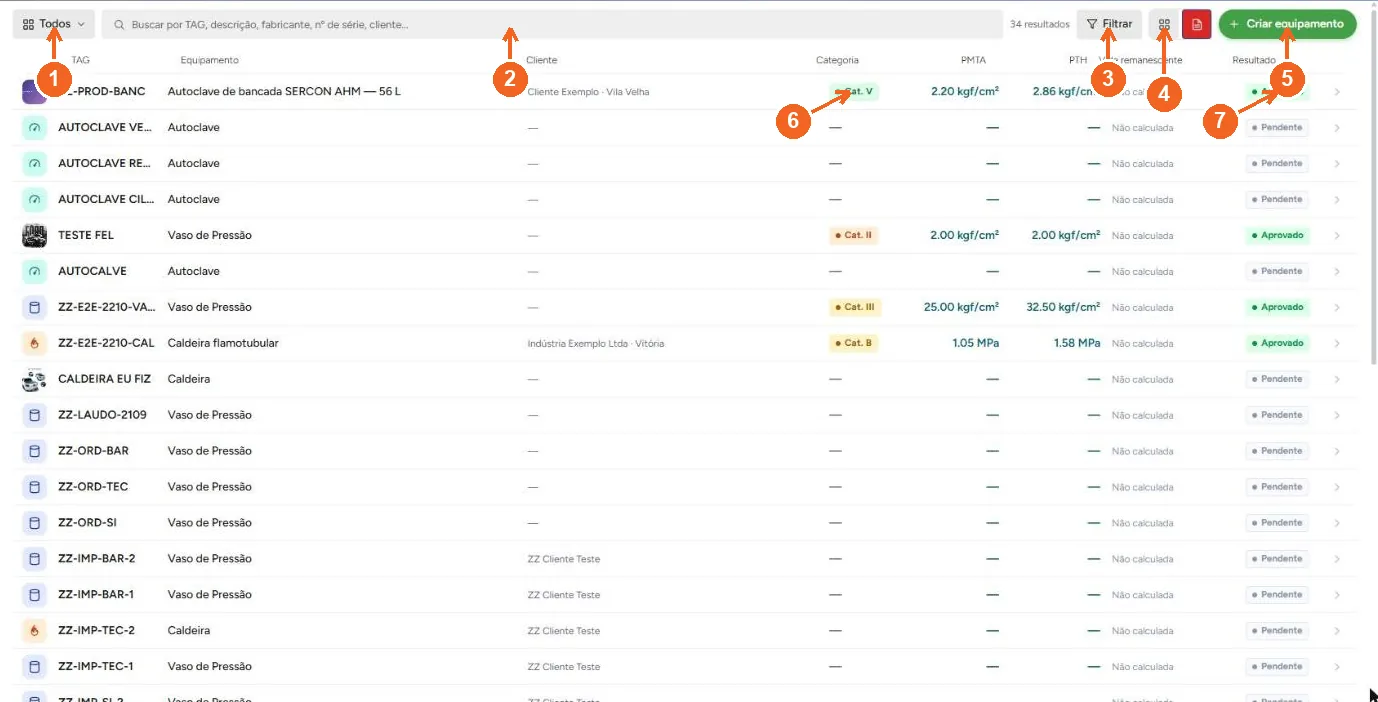 Todos
Buscar por TAG, descrição, fabricante, nº de série, cliente...
34 resultados
Filtrar
+ Criar equipamento
1
2
3
4
5
TAG Equipamento Cliente Categoria PMTA PTH remanescente Resultado
-PROD-BANC Autoclave de bancada SERCON AHM — 56 L Cliente Exemplo · Vila Velha Cat. V 2.20 kgf/cm² 2.86
6
7
AUTOCLAVE VE... Autoclave — — — — Não calculada Pendente
AUTOCLAVE RE... Autoclave — — — — Não calculada Pendente
AUTOCLAVE CIL... Autoclave — — — — Não calculada Pendente
TESTE FEL Vaso de Pressão — Cat. II 2.00 kgf/cm² 2.00 kgf/cm² Não calculada Aprovado
AUTOCALVE Autoclave — — — — Não calculada Pendente
ZZ-E2E-2210-VA... Vaso de Pressão — Cat. III 25.00 kgf/cm² 32.50 kgf/cm² Não calculada Aprovado
ZZ-E2E-2210-CAL Caldeira flamotubular Indústria Exemplo Ltda · Vitória Cat. B 1.05 MPa 1.58 MPa Não calculada Aprovado
CALDEIRA EU FIZ Caldeira — — — — Não calculada Pendente
ZZ-LAUDO-2109 Vaso de Pressão — — — — Não calculada Pendente
ZZ-ORD-BAR Vaso de Pressão — — — — Não calculada Pendente
ZZ-ORD-TEC Vaso de Pressão — — — — Não calculada Pendente
ZZ-ORD-SI Vaso de Pressão — — — — Não calculada Pendente
ZZ-IMP-BAR-2 Vaso de Pressão ZZ Cliente Teste — — — Não calculada Pendente
ZZ-IMP-BAR-1 Vaso de Pressão ZZ Cliente Teste — — — Não calculada Pendente
ZZ-IMP-TEC-2 Caldeira ZZ Cliente Teste — — — Não calculada Pendente
ZZ-IMP-TEC-1 Vaso de Pressão ZZ Cliente Teste — — — Não calculada Pendente